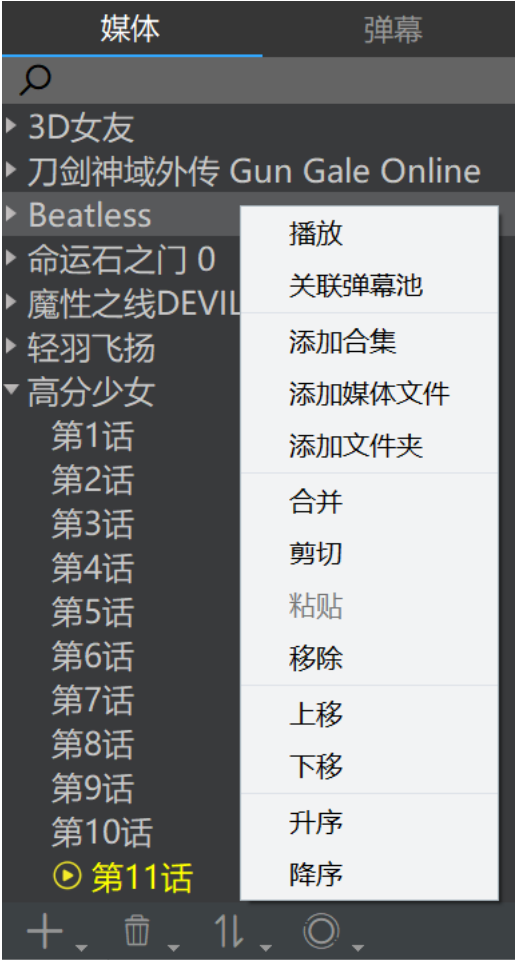 媒体
弹幕
3D女友
刀剑神域外传 Gun Gale Online
Beatless
命运石之门 0
魔性之线DEVIL
轻羽飞扬
高分少女
第1话
第2话
第3话
第4话
第5话
第6话
第7话
第8话
第9话
第10话
第11话
播放
关联弹幕池
添加合集
添加媒体文件
添加文件夹
合并
剪切
粘贴
移除
上移
下移
升序
降序